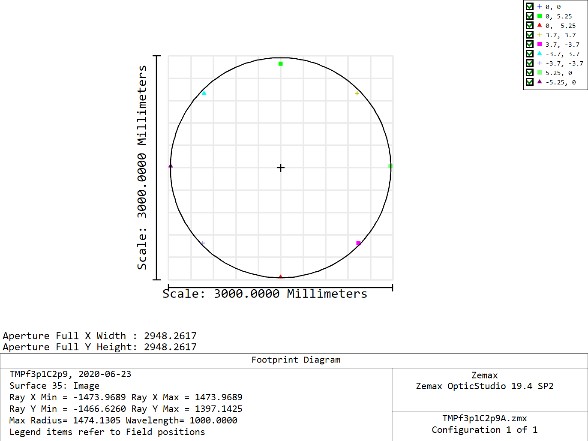 0, 0
0, 5.25
0, -5.25
3.7, 3.7
3.7, -3.7
-3.7, 3.7
-3.7, -3.7
5.25, 0
-5.25, 0
Scale: 3000.0000 Millimeters
Scale: 3000.0000 Millimeters
Aperture Full X Width : 2948.2617
Aperture Full Y Height: 2948.2617
Footprint Diagram
TMPf3p1C2p9, 2020-06-23
Surface 35: Image
Ray X Min = -1473.9689 Ray X Max = 1473.9689
Ray Y Min = -1466.6260 Ray Y Max = 1397.1425
Max Radius= 1474.1305 Wavelength= 1000.0000
Legend items refer to Field positions
Zemax
Zemax OpticStudio 19.4 SP2
TMPf3p1C2p9A.zmx
Configuration 1 of 1